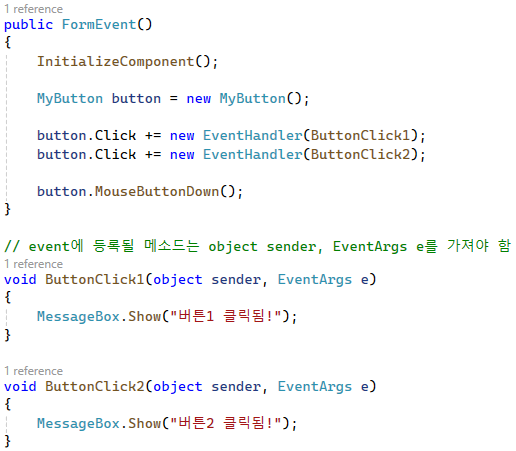 1 reference
public FormEvent()
{
InitializeComponent();
MyButton button = new MyButton();
button.Click += new EventHandler(ButtonClick1);
button.Click += new EventHandler(ButtonClick2);
button.MouseButtonDown();
}
// event에 등록될 메소드는 object sender, EventArgs e를 가져야 함
1 reference
void ButtonClick1(object sender, EventArgs e)
{
MessageBox.Show("버튼1 클릭됨!");
}
1 reference
void ButtonClick2(object sender, EventArgs e)
{
MessageBox.Show("버튼2 클릭됨!");
}